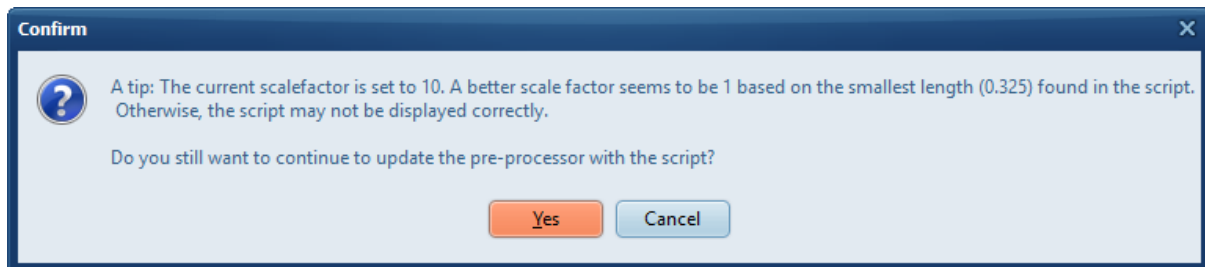 Confirm
A tip: The current scalefactor is set to 10. A better scale factor seems to be 1 based on the smallest length (0.325) found in the script.
Otherwise, the script may not be displayed correctly.
Do you still want to continue to update the pre-processor with the script?
Yes
Cancel